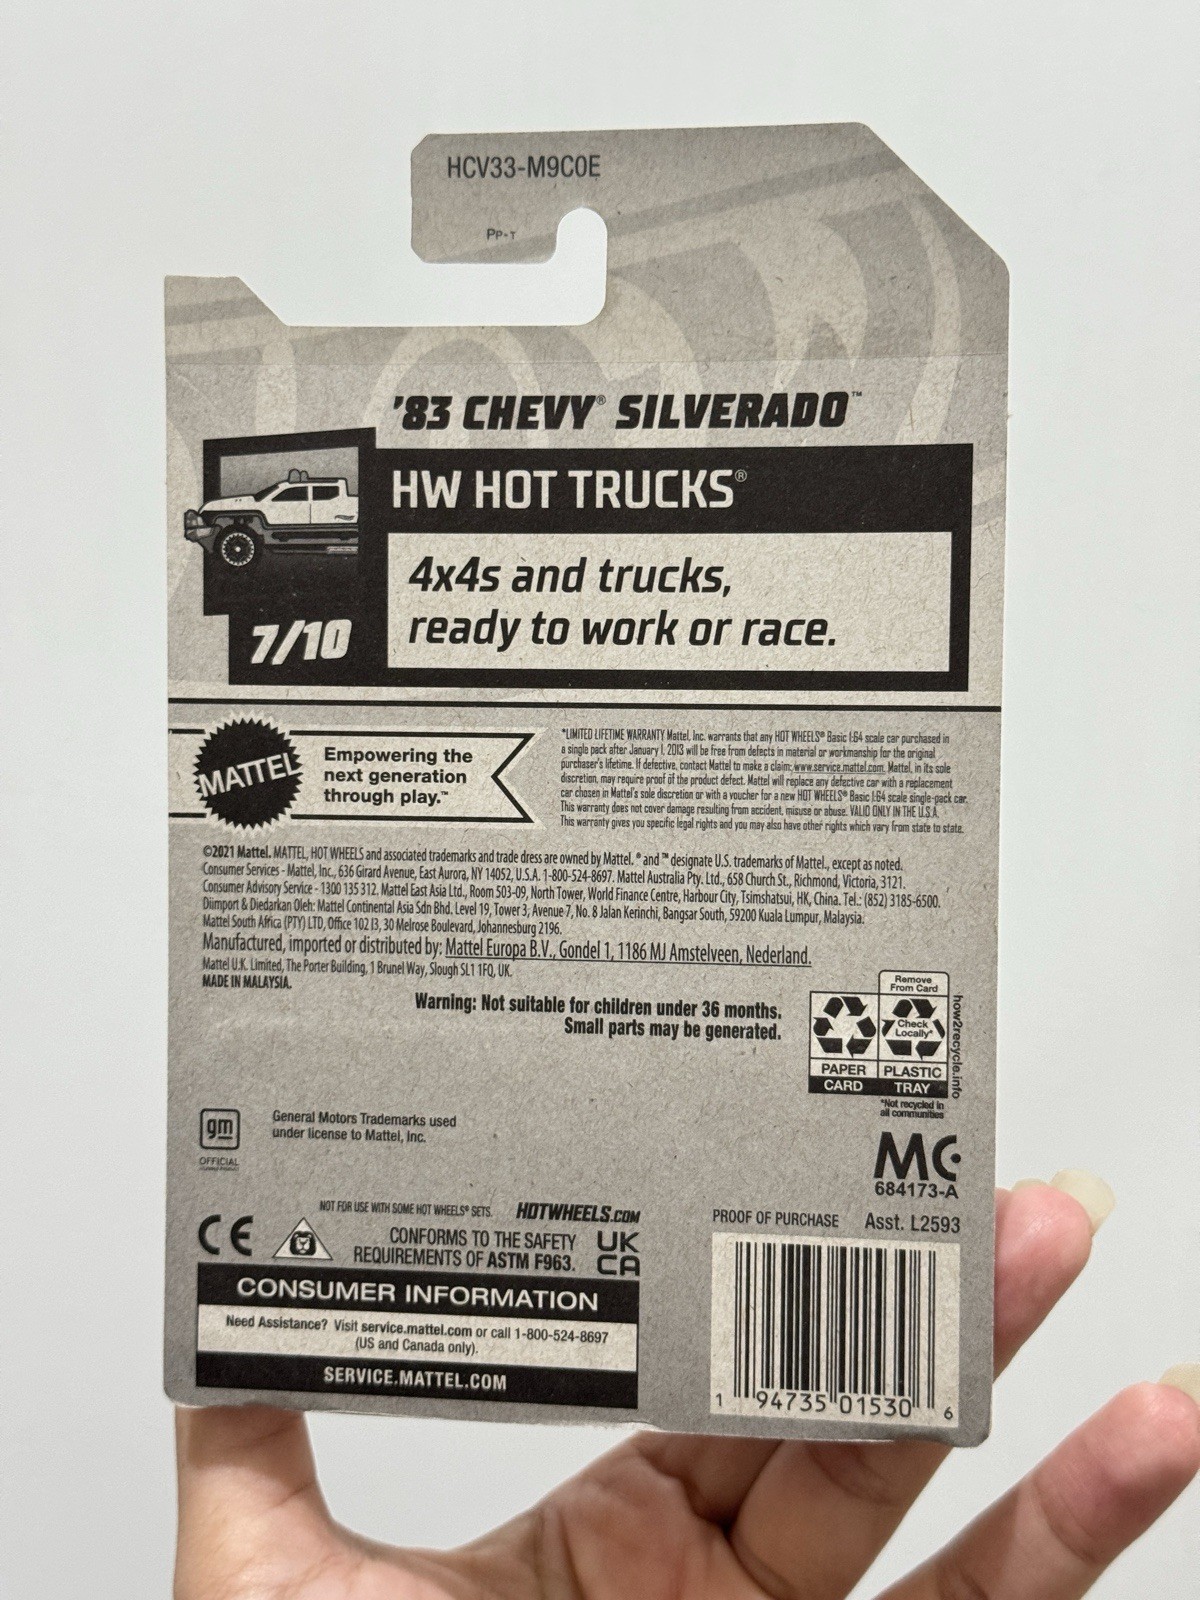 HCV33-M9C0E
PP-T
'83 CHEVY® SILVERADO™
HW HOT TRUCKS®
4x4s and trucks,
ready to work or race.
7/10
MATTEL
Empowering the
next generation
through play.™
*LIMITED LIFETIME WARRANTY Mattel, Inc. warrants that any HOT WHEELS® Basic 1:64 scale car purchased in
a single pack after January 1, 2013 will be free from defects in material or workmanship for the original
purchaser's lifetime. If defective, contact Mattel to make a claim: www.service.mattel.com. Mattel, in its sole
discretion, may require proof of the product defect. Mattel will replace any defective car with a replacement
car chosen in Mattel's sole discretion or with a voucher for a new HOT WHEELS® Basic 1:64 scale single-pack car.
This warranty does not cover damage resulting from accident, misuse or abuse. VALID ONLY IN THE U.S.A.
This warranty gives you specific legal rights and you may also have other rights which vary from state to state.
©2021 Mattel. MATTEL, HOT WHEELS and associated trademarks and trade dress are owned by Mattel. ® and ™ designate U.S. trademarks of Mattel., except as noted.
Consumer Services - Mattel, Inc., 636 Girard Avenue, East Aurora, NY 14052, U.S.A. 1-800-524-8697. Mattel Australia Pty. Ltd., 658 Church St., Richmond, Victoria, 3121.
Consumer Advisory Service - 1300 135 312. Mattel East Asia Ltd., Room 503-09, North Tower, World Finance Centre, Harbour City, Tsimshatsui, HK, China. Tel.: (852) 3185-6500.
Diimport & Diedarkan Oleh: Mattel Continental Asia Sdn Bhd. Level 19, Tower 3, Avenue 7, No. 8 Jalan Kerinchi, Bangsar South, 59200 Kuala Lumpur, Malaysia.
Mattel South Africa (PTY) LTD, Office 102 I3, 30 Melrose Boulevard, Johannesburg 2196.
Manufactured, imported or distributed by: Mattel Europa B.V., Gondel 1, 1186 MJ Amstelveen, Nederland.
Mattel U.K. Limited, The Porter Building, 1 Brunel Way, Slough SL1 1FQ, UK.
MADE IN MALAYSIA.
Warning: Not suitable for children under 36 months.
Small parts may be generated.
Remove
From Card
Check
Locally*
PAPER
CARD
PLASTIC
TRAY
*Not recycled in
all communities
how2recycle.info
gm
OFFICIAL
General Motors Trademarks used
under license to Mattel, Inc.
MC
684173-A
NOT FOR USE WITH SOME HOT WHEELS® SETS.
HOTWHEELS.COM
CE
CONFORMS TO THE SAFETY
REQUIREMENTS OF ASTM F963.
UK
CA
PROOF OF PURCHASE
Asst. L2593
CONSUMER INFORMATION
Need Assistance? Visit service.mattel.com or call 1-800-524-8697
(US and Canada only).
SERVICE.MATTEL.COM
1 94735 01530 6